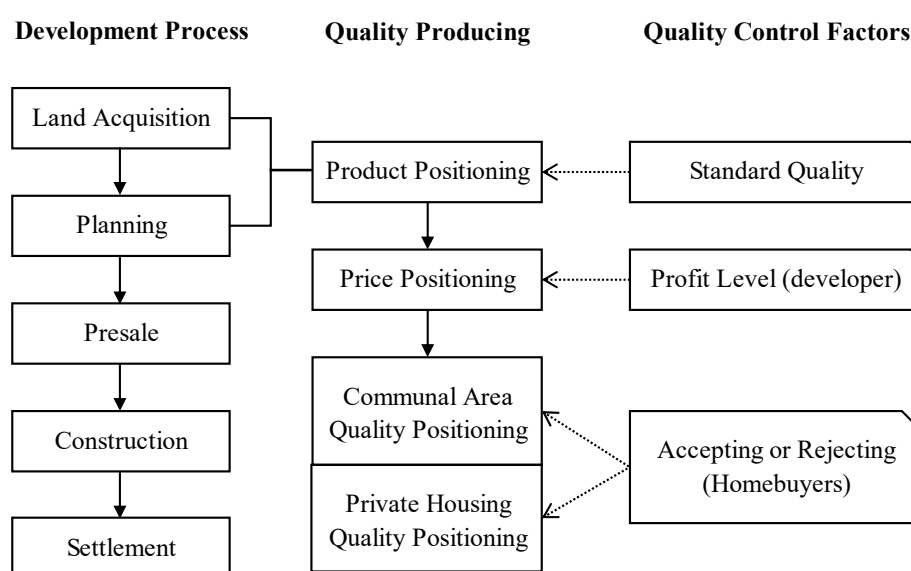 Development Process
Quality Producing
Quality Control Factors
Land Acquisition
Planning
Presale
Construction
Settlement
Product Positioning
Price Positioning
Communal Area
Quality Positioning
Private Housing
Quality Positioning
Standard Quality
Profit Level (developer)
Accepting or Rejecting
(Homebuyers)